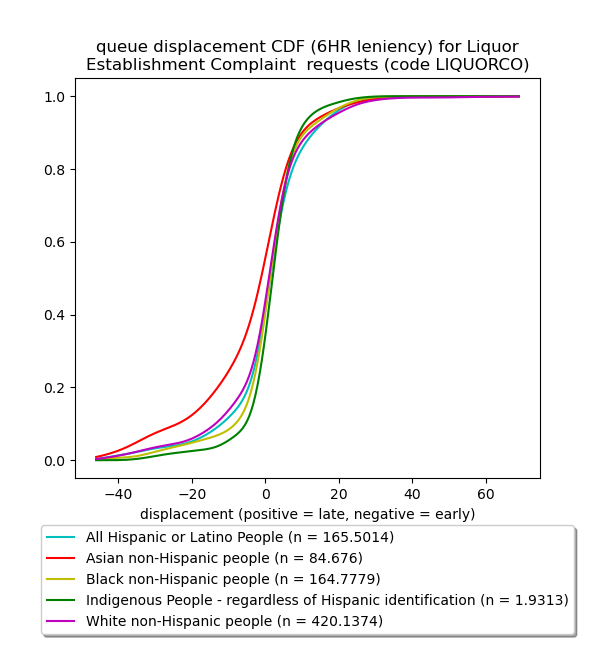 queue displacement CDF (6HR leniency) for Liquor
Establishment Complaint  requests (code LIQUORCO)
1.0
0.8
0.6
0.4
0.2
0.0
−40 −20 0 20 40 60
displacement (positive = late, negative = early)
All Hispanic or Latino People (n = 165.5014)
Asian non-Hispanic people (n = 84.676)
Black non-Hispanic people (n = 164.7779)
Indigenous People - regardless of Hispanic identification (n = 1.9313)
White non-Hispanic people (n = 420.1374)